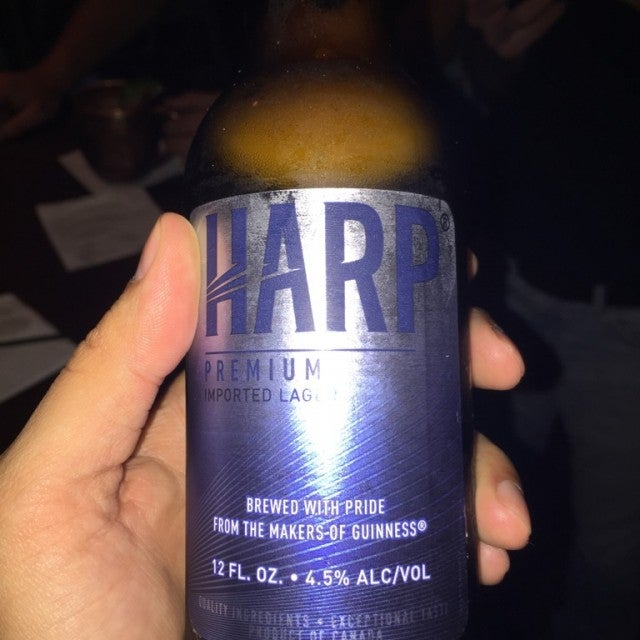 HARP®
PREMIUM
IMPORTED LAGER
BREWED WITH PRIDE
FROM THE MAKERS OF GUINNESS®
12 FL. OZ. • 4.5% ALC/VOL
QUALITY INGREDIENTS • EXCEPTIONAL TASTE
PRODUCT OF CANADA